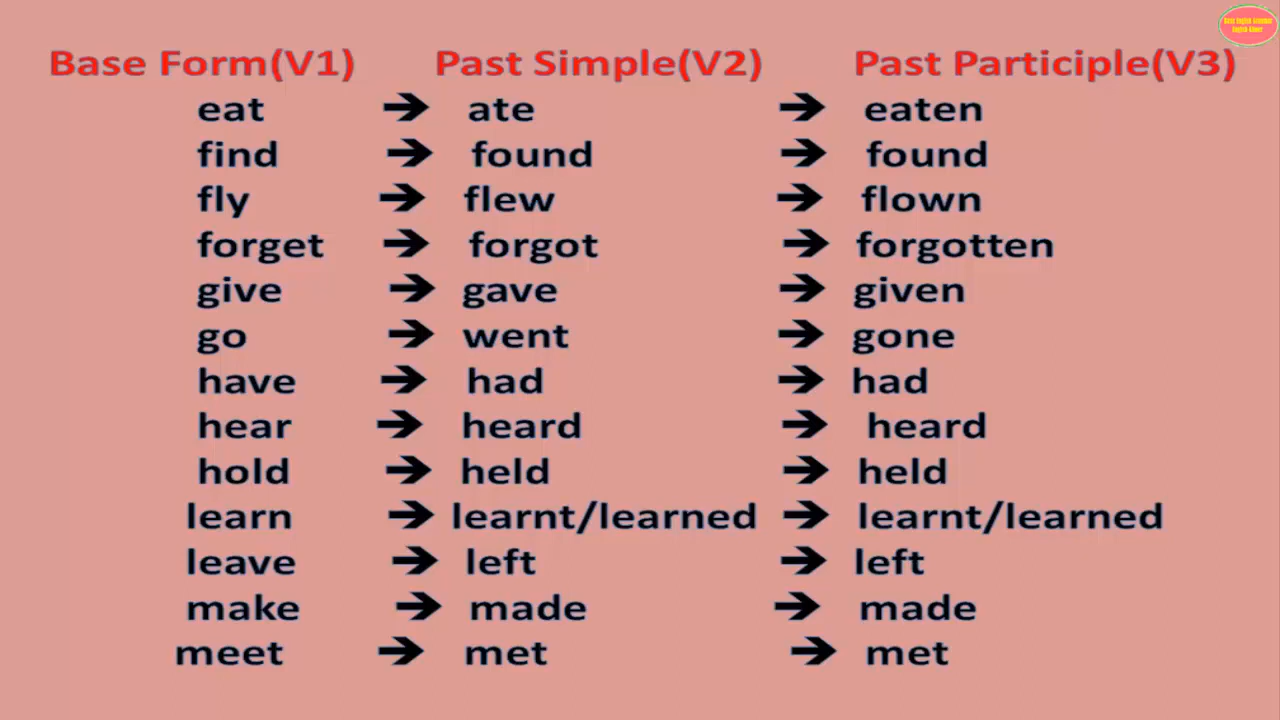 Base Form(V1) Past Simple(V2) Past Participle(V3)
eat → ate → eaten
find → found → found
fly → flew → flown
forget → forgot → forgotten
give → gave → given
go → went → gone
have → had → had
hear → heard → heard
hold → held → held
learn → learnt/learned → learnt/learned
leave → left → left
make → made → made
meet → met → met